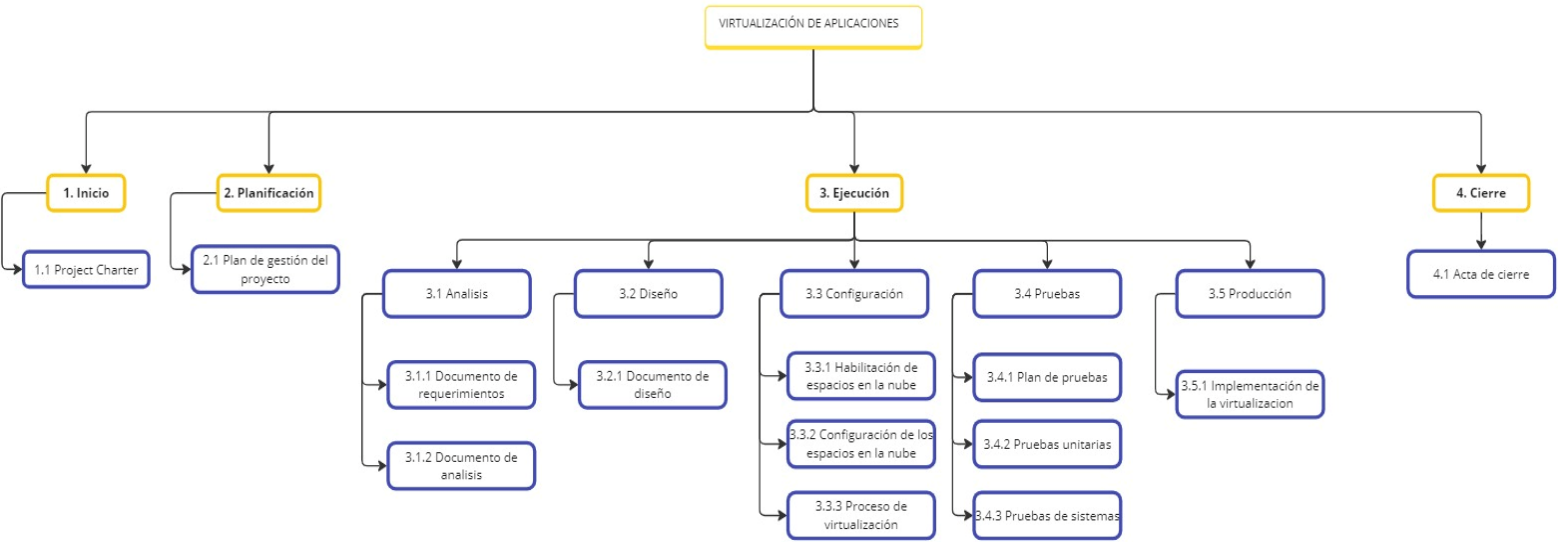 VIRTUALIZACIÓN DE APLICACIONES
1. Inicio
2. Planificación
3. Ejecución
4. Cierre
1.1 Project Charter
2.1 Plan de gestión del
proyecto
4.1 Acta de cierre
3.1 Analisis
3.2 Diseño
3.3 Configuración
3.4 Pruebas
3.5 Producción
3.1.1 Documento de
requerimientos
3.1.2 Documento de
analisis
3.2.1 Documento de
diseño
3.3.1 Habilitación de
espacios en la nube
3.3.2 Configuración de los
espacios en la nube
3.3.3 Proceso de
virtualización
3.4.1 Plan de pruebas
3.4.2 Pruebas unitarias
3.4.3 Pruebas de sistemas
3.5.1 Implementación de
la virtualizacion